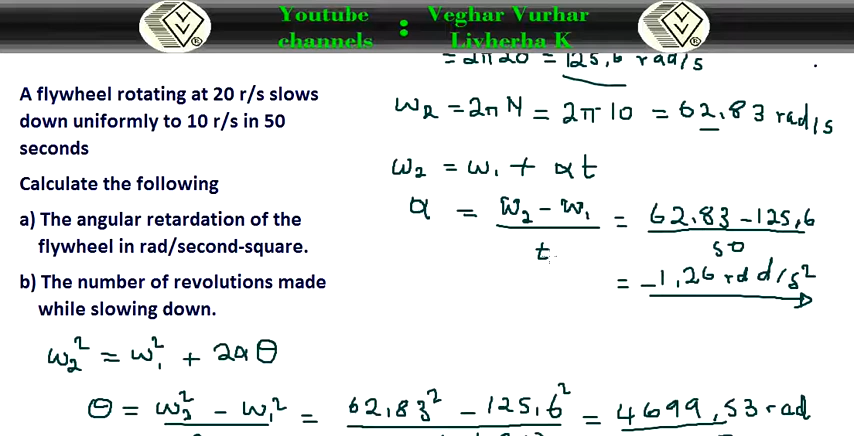 Youtube channels : Veghar Vurhar Liyherha K
= 2π20 = 125,6 rad/s
A flywheel rotating at 20 r/s slows
down uniformly to 10 r/s in 50
seconds
Calculate the following
a) The angular retardation of the
flywheel in rad/second-square.
b) The number of revolutions made
while slowing down.
ω2 = 2πN = 2π10 = 62,83 rad/s
ω2 = ω1 + αt
α = ω2 - ω1 / t = 62.83 - 125,6 / 50
= -1,26 rad/s²
ω2² = ω1² + 2αθ
θ = ω2² - ω1² = 62,83² - 125,6² = 4699,53 rad